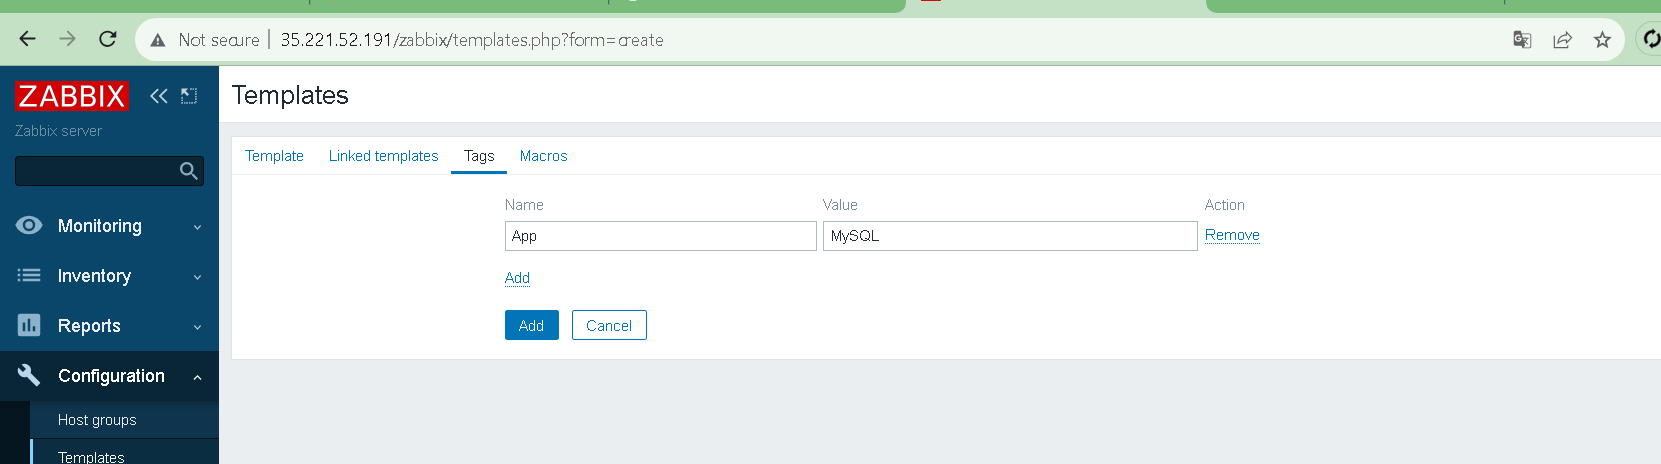 Not secure | 35.221.52.191/zabbix/templates.php?form=create
ZABBIX
Zabbix server
Monitoring
Inventory
Reports
Configuration
Host groups
Templates
Templates
Template Linked templates Tags Macros
Name Value Action
App MySQL Remove
Add
Add Cancel